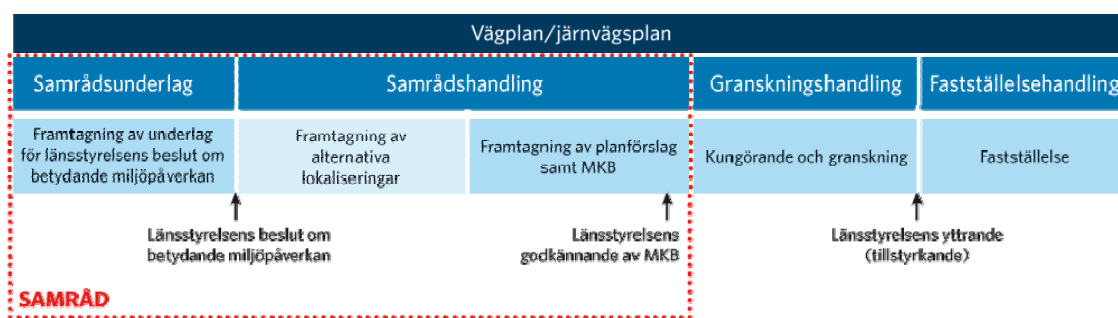 Vägplan/järnvägsplan
Samrådsunderlag
Samrådshandling
Granskningshandling
Fastställelsehandling
Framtagning av underlag
för länsstyrelsens beslut om
betydande miljöpåverkan
Framtagning av
alternativa
lokaliseringar
Framtagning av planförslag
samt MKB
Kungörande och granskning
Fastställelse
Länsstyrelsens beslut om
betydande miljöpåverkan
Länsstyrelsens
godkännande av MKB
Länsstyrelsens yttrande
(tillstyrkande)
SAMRÅD